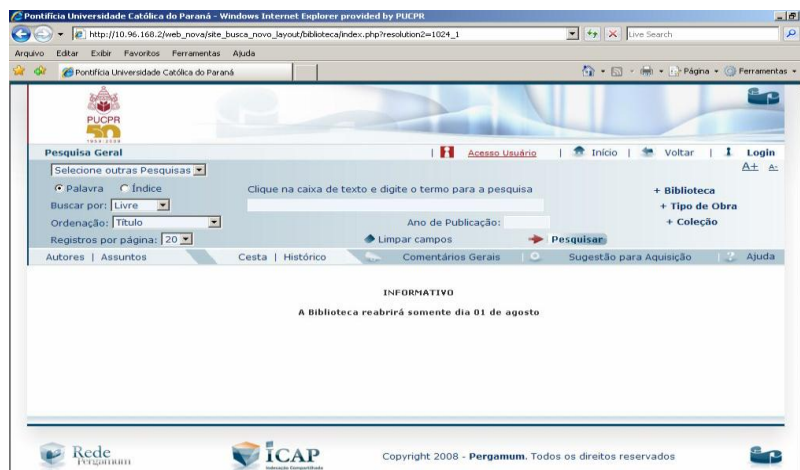 Pontifícia Universidade Católica do Paraná - Windows Internet Explorer provided by PUCPR
http://10.96.168.2/web_nova/site_busca_novo_layout/biblioteca/index.php?resolution2=1024_1
Live Search
Arquivo Editar Exibir Favoritos Ferramentas Ajuda
Pontifícia Universidade Católica do Paraná
Página Ferramentas
PUCPR
50
1959-2009
Pesquisa Geral | Acesso Usuário | Início | Voltar | Login
Selecione outras Pesquisas
A+ A-
Palavra Índice Clique na caixa de texto e digite o termo para a pesquisa + Biblioteca
Buscar por: Livre + Tipo de Obra
Ordenação: Título Ano de Publicação: + Coleção
Registros por página: 20 Limpar campos Pesquisar
Autores | Assuntos Cesta | Histórico Comentários Gerais | Sugestão para Aquisição | Ajuda
INFORMATIVO
A Biblioteca reabrirá somente dia 01 de agosto
Rede
Pergamum
ICAP
Indexação Compartilhada
Copyright 2008 - Pergamum. Todos os direitos reservados